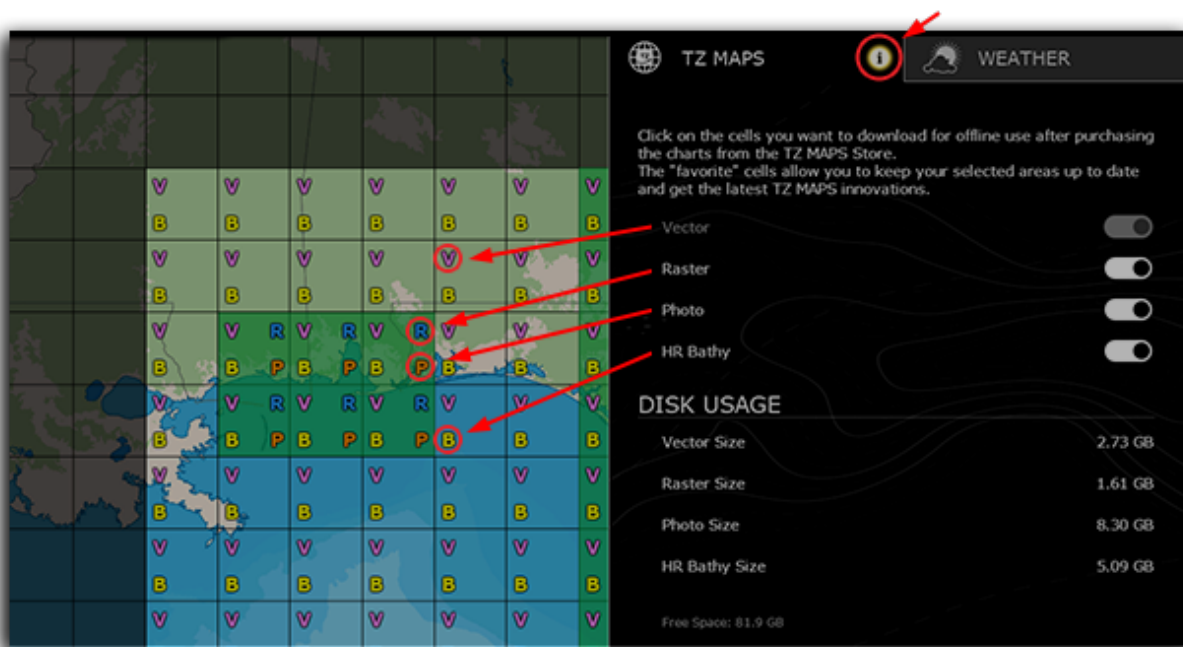 TZ MAPS
i
WEATHER
Click on the cells you want to download for offline use after purchasing
the charts from the TZ MAPS Store.
The "favorite" cells allow you to keep your selected areas up to date
and get the latest TZ MAPS innovations.
V V V V V V V
B B B B B B B
Vector
V V V V V V V
Raster
B B B B B B B
Photo
V V R V R V R V V V
HR Bathy
B B P B P B P B B B
V V R V R V R V V V
DISK USAGE
B B P B P B P B B B
Vector Size 2.73 GB
V V V V V V V
Raster Size 1.61 GB
B B B B B B B
Photo Size 8.30 GB
V V V V V V V
HR Bathy Size 5.09 GB
B B B B B B B
V V V V V V V
Free Space: 81.9 GB